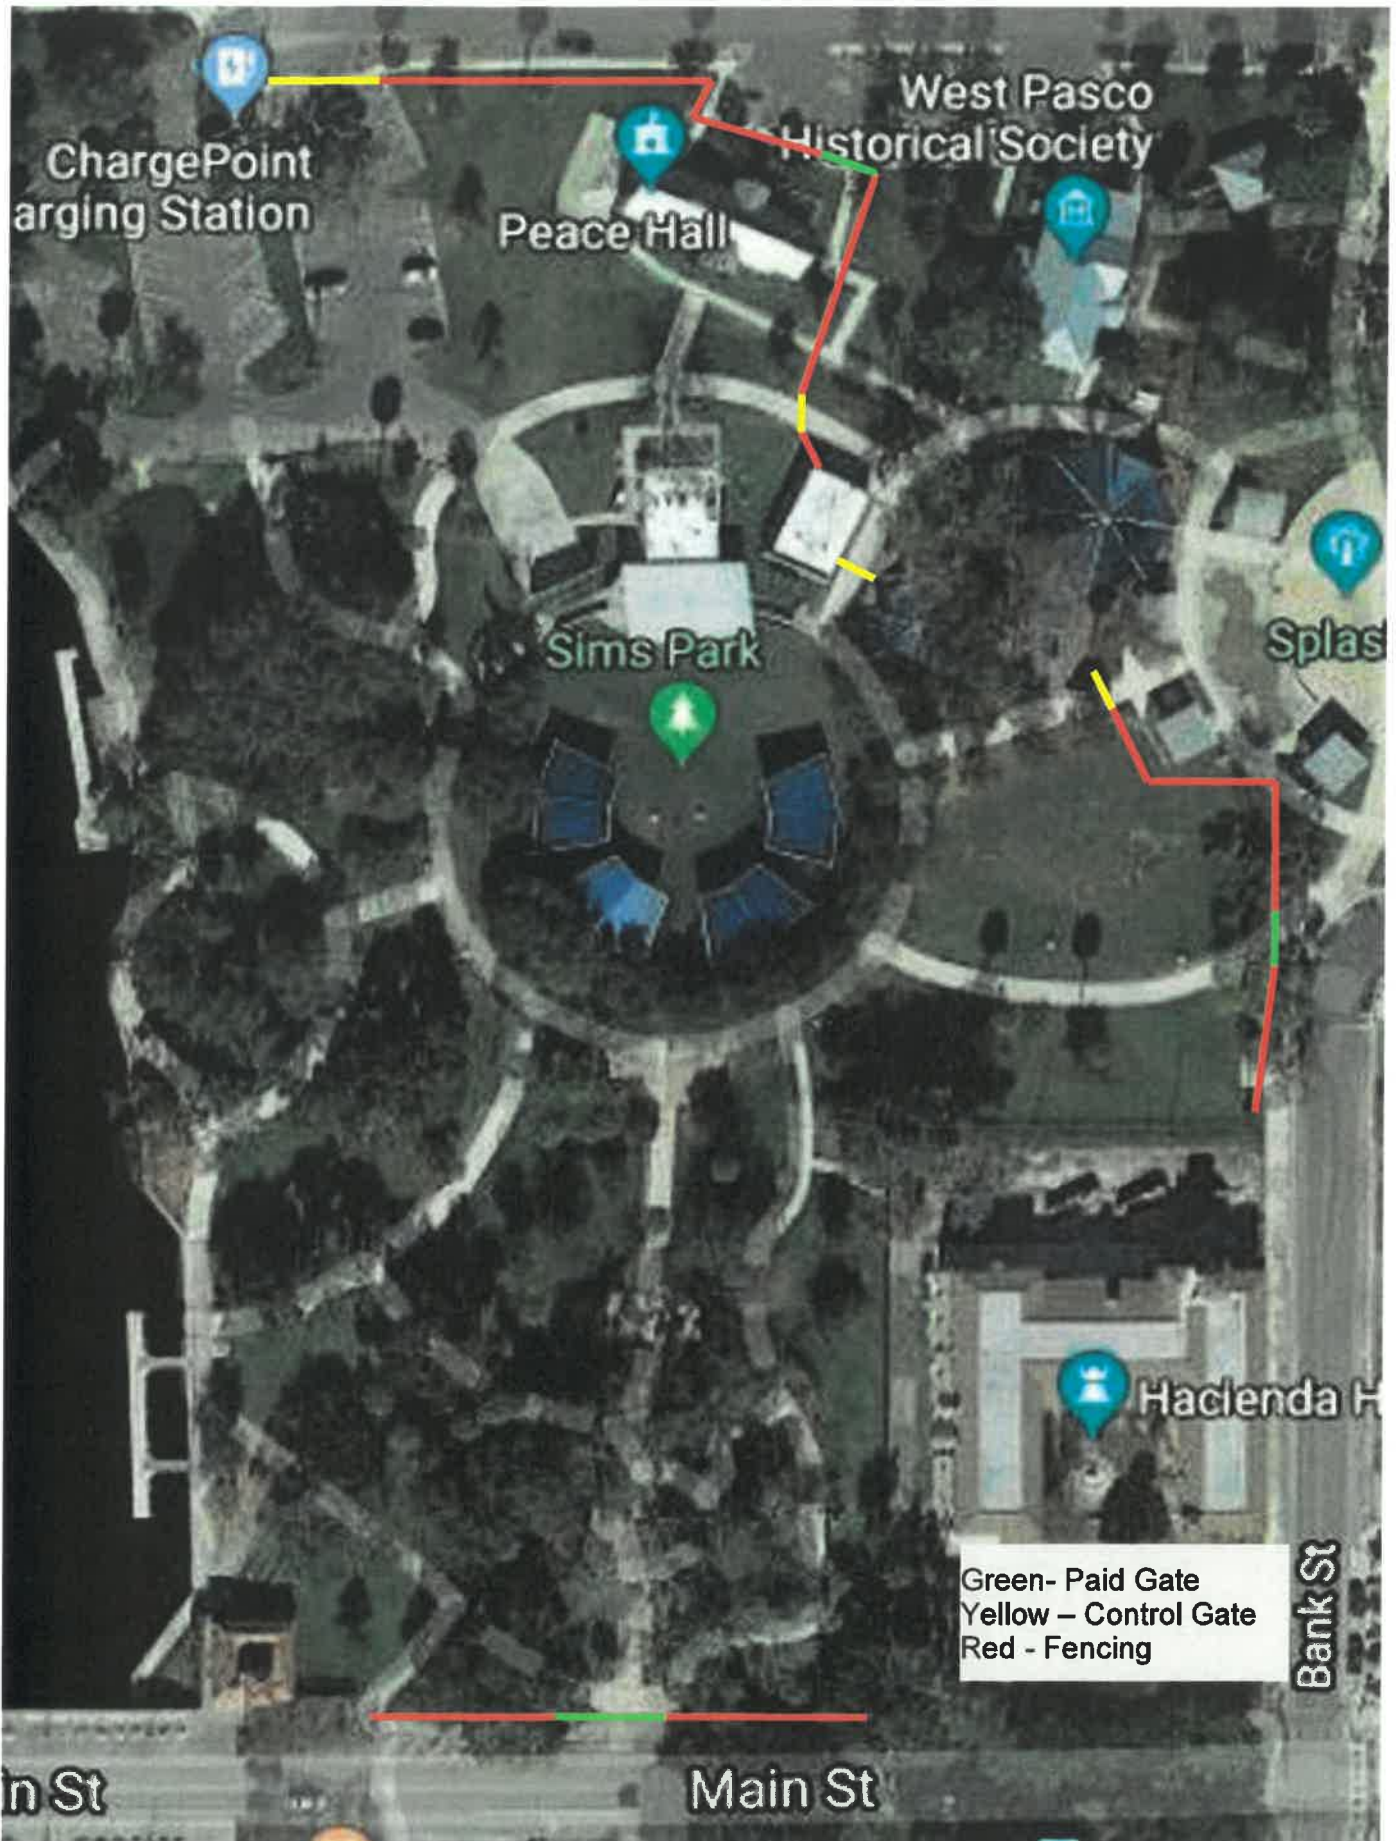 West Pasco
Historical Society
ChargePoint
arging Station
Peace Hall
Sims Park
Splas
Hacienda H
Green- Paid Gate
Yellow – Control Gate
Red - Fencing
Bank St
in St
Main St